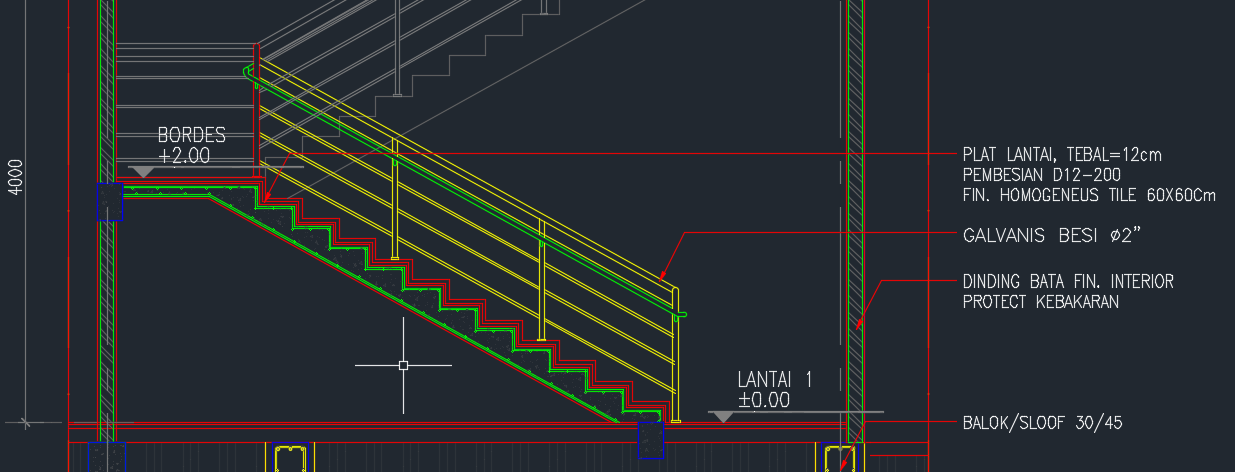 BORDES
+2.00
4000
PLAT LANTAI, TEBAL=12cm
PEMBESIAN D12-200
FIN. HOMOGENEUS TILE 60X60Cm
GALVANIS BESI ø2"
DINDING BATA FIN. INTERIOR
PROTECT KEBAKARAN
LANTAI 1
±0.00
BALOK/SLOOF 30/45